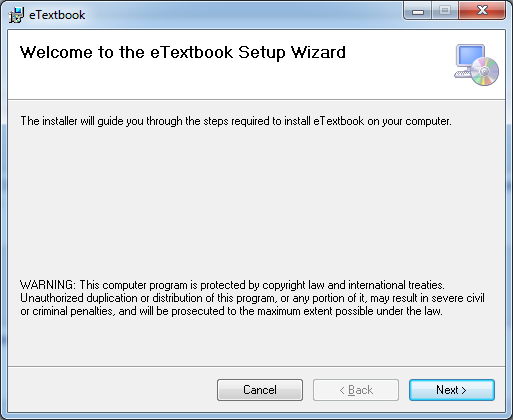 eTextbook
Welcome to the eTextbook Setup Wizard
The installer will guide you through the steps required to install eTextbook on your computer.
WARNING: This computer program is protected by copyright law and international treaties.
Unauthorized duplication or distribution of this program, or any portion of it, may result in severe civil
or criminal penalties, and will be prosecuted to the maximum extent possible under the law.
Cancel
< Back
Next >